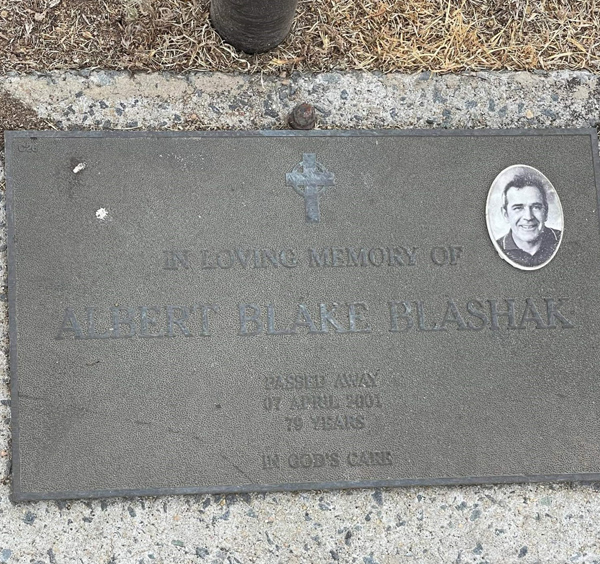 IN LOVING MEMORY OF
ALBERT BLAKE BLASHAK
PASSED AWAY
07 APRIL 2001
79 YEARS
IN GOD'S CARE